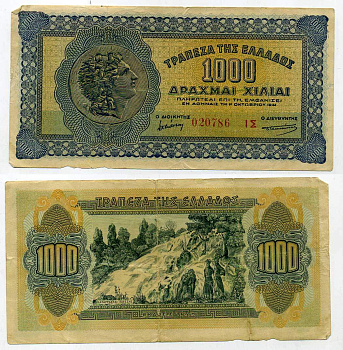 ΤΡΑΠΕΖΑ ΤΗΣ ΕΛΛΑΔΟΣ
1000
ΔΡΑΧΜΑΙ ΧΙΛΙΑΙ
ΠΛΗΡΩΤΕΑΙ ΕΠΙ ΤΗ ΕΜΦΑΝΙΣΕΙ
ΕΝ ΑΘΗΝΑΙΣ ΤΗ 1Η ΟΚΤΩΒΡΙΟΥ 1941
Ο ΔΙΟΙΚΗΤΗΣ Ο ΔΙΕΥΘΥΝΤΗΣ
020786 ΙΣ
ΤΡΑΠΕΖΑ ΤΗΣ ΕΛΛΑΔΟΣ
1000 1000